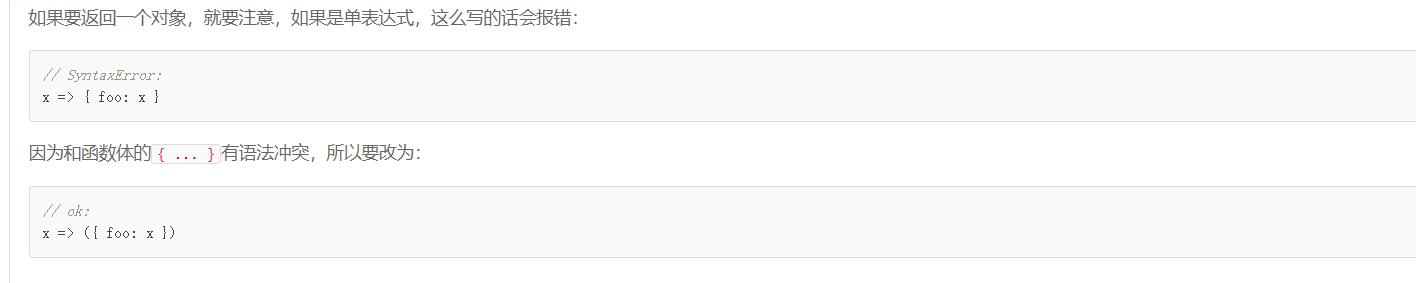 如果要返回一个对象，就要注意，如果是单表达式，这么写的话会报错：
// SyntaxError:
x => { foo: x }
因为和函数体的{ ... }有语法冲突，所以要改为：
// ok:
x => ({ foo: x })